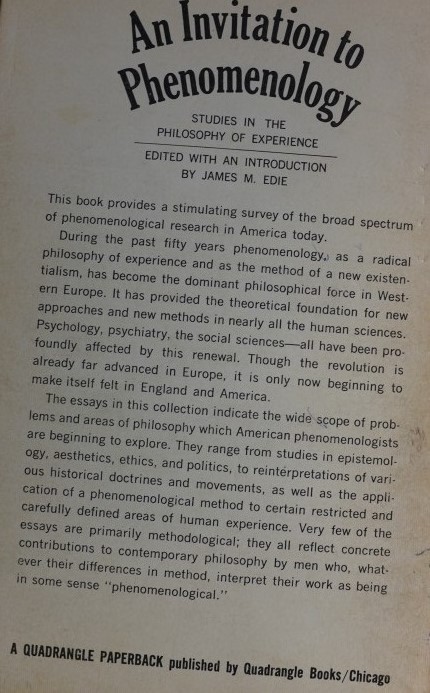 An Invitation to
Phenomenology
STUDIES IN THE
PHILOSOPHY OF EXPERIENCE
EDITED WITH AN INTRODUCTION
BY JAMES M. EDIE
This book provides a stimulating survey of the broad spectrum
of phenomenological research in America today.
During the past fifty years phenomenology, as a radical
philosophy of experience and as the method of a new existen-
tialism, has become the dominant philosophical force in West-
ern Europe. It has provided the theoretical foundation for new
approaches and new methods in nearly all the human sciences.
Psychology, psychiatry, the social sciences—all have been pro-
foundly affected by this renewal. Though the revolution is
already far advanced in Europe, it is only now beginning to
make itself felt in England and America.
The essays in this collection indicate the wide scope of prob-
lems and areas of philosophy which American phenomenologists
are beginning to explore. They range from studies in epistemol-
ogy, aesthetics, ethics, and politics, to reinterpretations of vari-
ous historical doctrines and movements, as well as the appli-
cation of a phenomenological method to certain restricted and
carefully defined areas of human experience. Very few of the
essays are primarily methodological; they all reflect concrete
contributions to contemporary philosophy by men who, what-
ever their differences in method, interpret their work as being
in some sense "phenomenological."
A QUADRANGLE PAPERBACK published by Quadrangle Books/Chicago